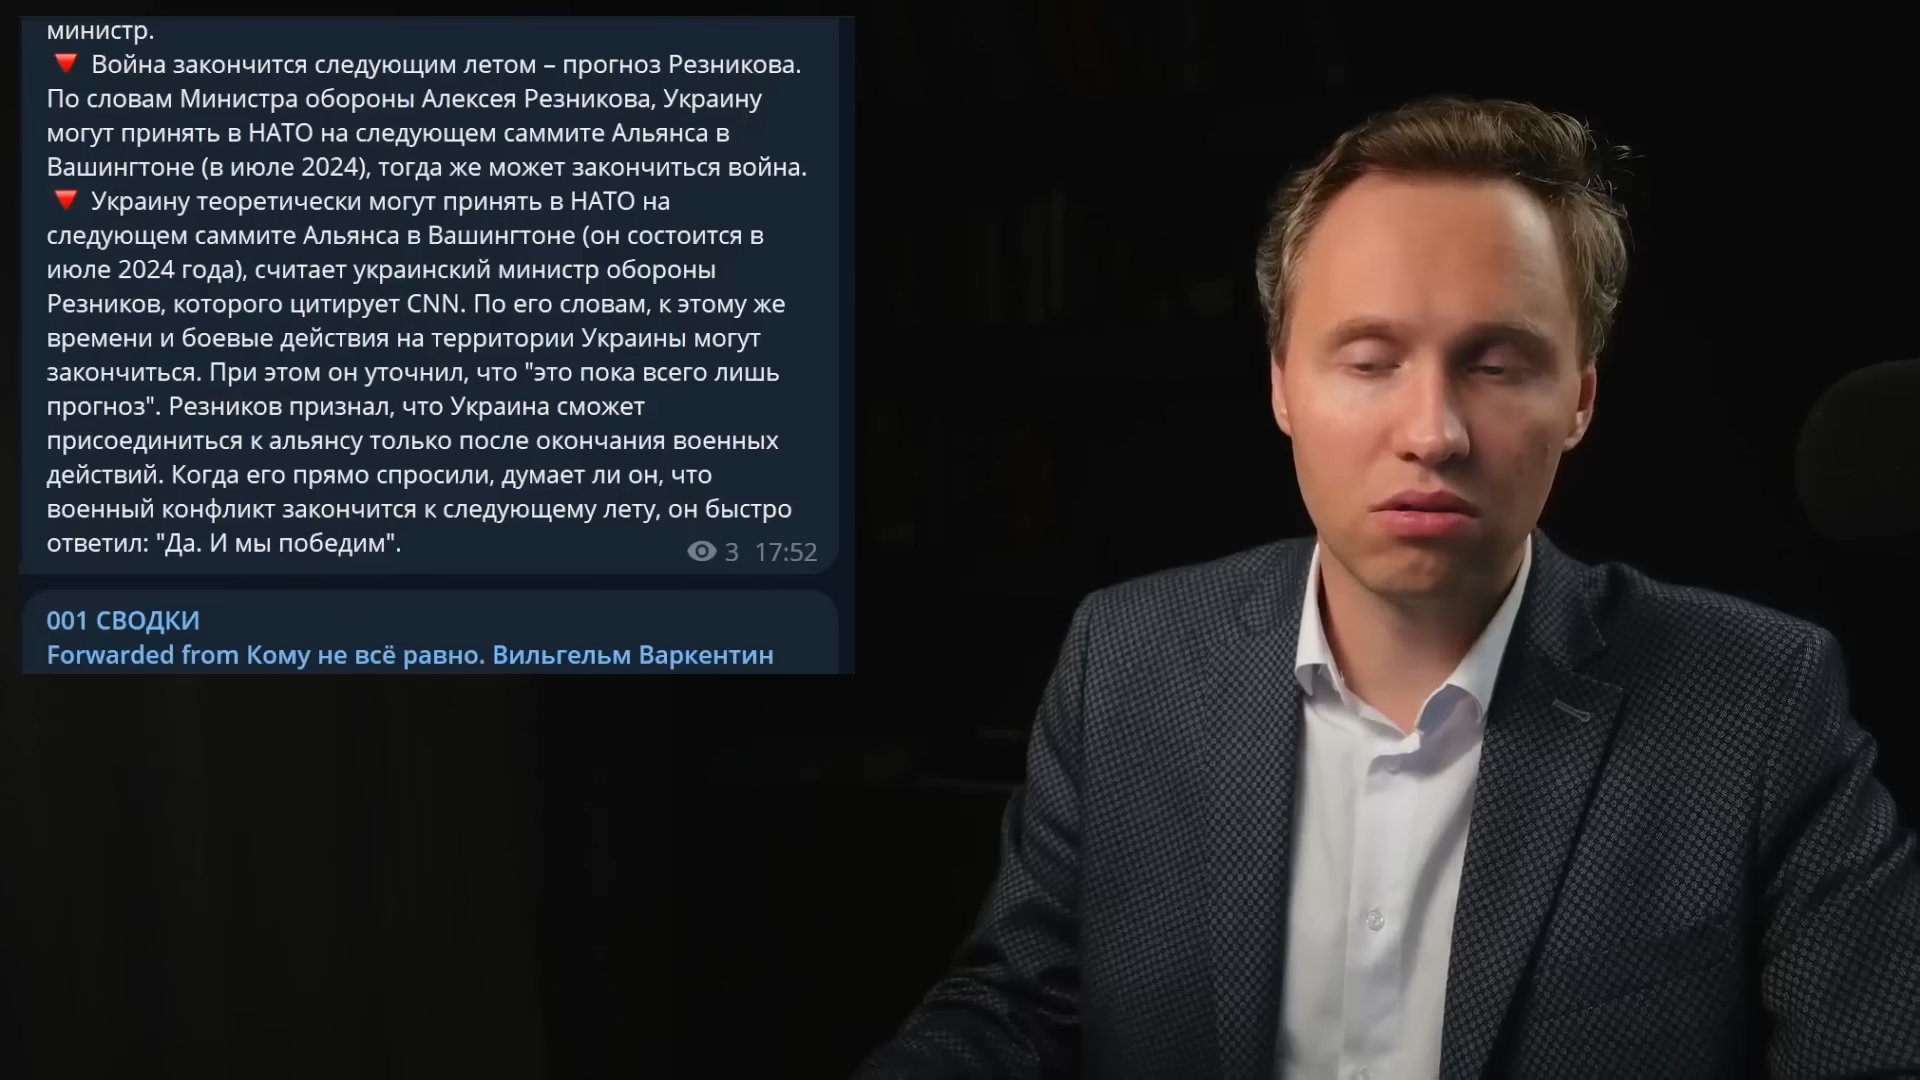 министр.
🔻 Война закончится следующим летом – прогноз Резникова.
По словам Министра обороны Алексея Резникова, Украину
могут принять в НАТО на следующем саммите Альянса в
Вашингтоне (в июле 2024), тогда же может закончиться война.
🔻 Украину теоретически могут принять в НАТО на
следующем саммите Альянса в Вашингтоне (он состоится в
июле 2024 года), считает украинский министр обороны
Резников, которого цитирует CNN. По его словам, к этому же
времени и боевые действия на территории Украины могут
закончиться. При этом он уточнил, что "это пока всего лишь
прогноз". Резников признал, что Украина сможет
присоединиться к альянсу только после окончания военных
действий. Когда его прямо спросили, думает ли он, что
военный конфликт закончится к следующему лету, он быстро
ответил: "Да. И мы победим".
3 17:52
001 СВОДКИ
Forwarded from Кому не всё равно. Вильгельм Варкентин